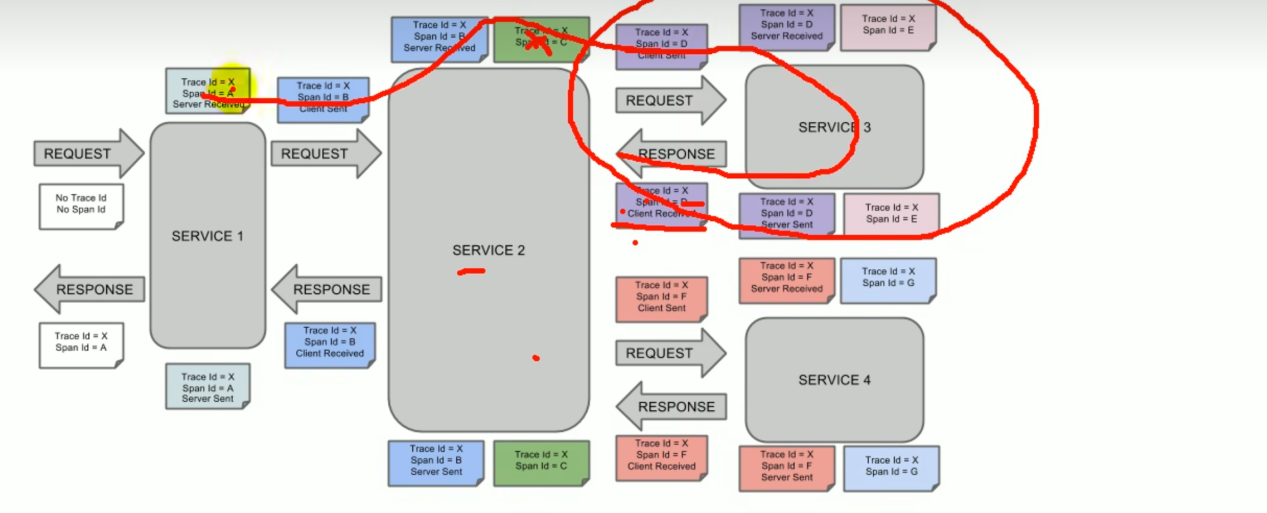 Trace Id = X
Span Id = A
Server Received
Trace Id = X
Span Id = B
Client Sent
Trace Id = X
Span Id = B
Server Received
Trace Id = X
Span Id = C
Trace Id = X
Span Id = D
Client Sent
Trace Id = X
Span Id = D
Server Received
Trace Id = X
Span Id = E
REQUEST
REQUEST
REQUEST
No Trace Id
No Span Id
SERVICE 1
SERVICE 2
SERVICE 3
RESPONSE
Trace Id = X
Span Id = D
Client Received
Trace Id = X
Span Id = D
Server Sent
Trace Id = X
Span Id = E
RESPONSE
RESPONSE
Trace Id = X
Span Id = A
Trace Id = X
Span Id = B
Client Received
Trace Id = X
Span Id = A
Server Sent
Trace Id = X
Span Id = F
Client Sent
Trace Id = X
Span Id = F
Server Received
Trace Id = X
Span Id = G
REQUEST
SERVICE 4
RESPONSE
Trace Id = X
Span Id = B
Server Sent
Trace Id = X
Span Id = C
Trace Id = X
Span Id = F
Client Received
Trace Id = X
Span Id = F
Server Sent
Trace Id = X
Span Id = G